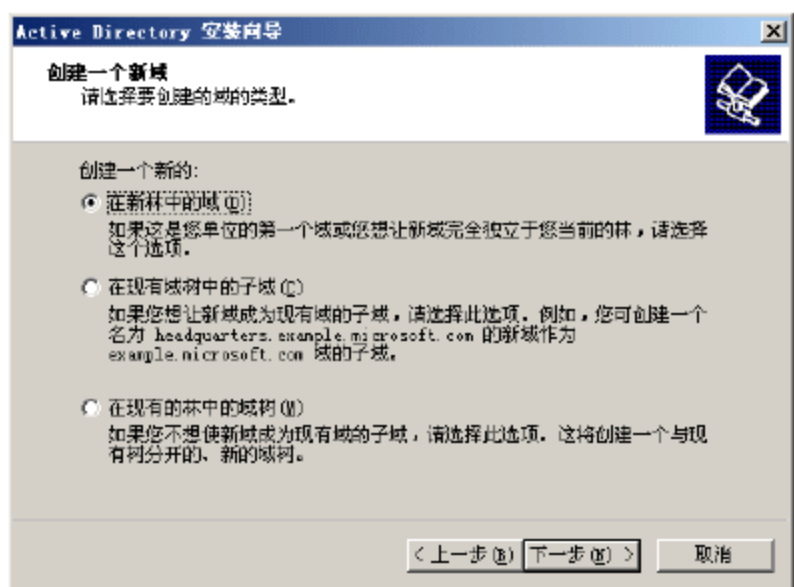 Active Directory 安装向导
创建一个新域
请选择要创建的域的类型。
创建一个新的:
在新林中的域(D)
如果这是您单位的第一个域或您想让新域完全独立于您当前的林，请选择
这个选项。
在现有域树中的子域(C)
如果您想让新域成为现有域的子域，请选择此选项。例如，您可创建一个
名为 headquarters.example.microsoft.com 的新域作为
example.microsoft.com 域的子域。
在现有的林中的域树(W)
如果您不想使新域成为现有域的子域，请选择此选项。这将创建一个与现
有树分开的、新的域树。
<上一步(B) 下一步(N)> 取消